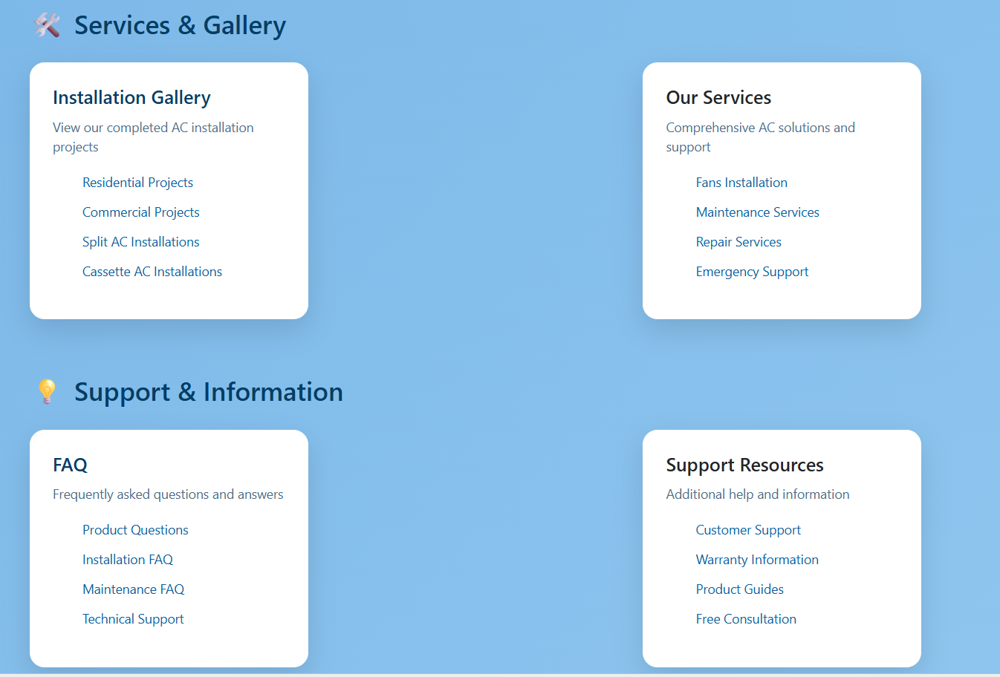 Services & Gallery
Installation Gallery
View our completed AC installation
projects
Residential Projects
Commercial Projects
Split AC Installations
Cassette AC Installations
Our Services
Comprehensive AC solutions and
support
Fans Installation
Maintenance Services
Repair Services
Emergency Support
Support & Information
FAQ
Frequently asked questions and answers
Product Questions
Installation FAQ
Maintenance FAQ
Technical Support
Support Resources
Additional help and information
Customer Support
Warranty Information
Product Guides
Free Consultation